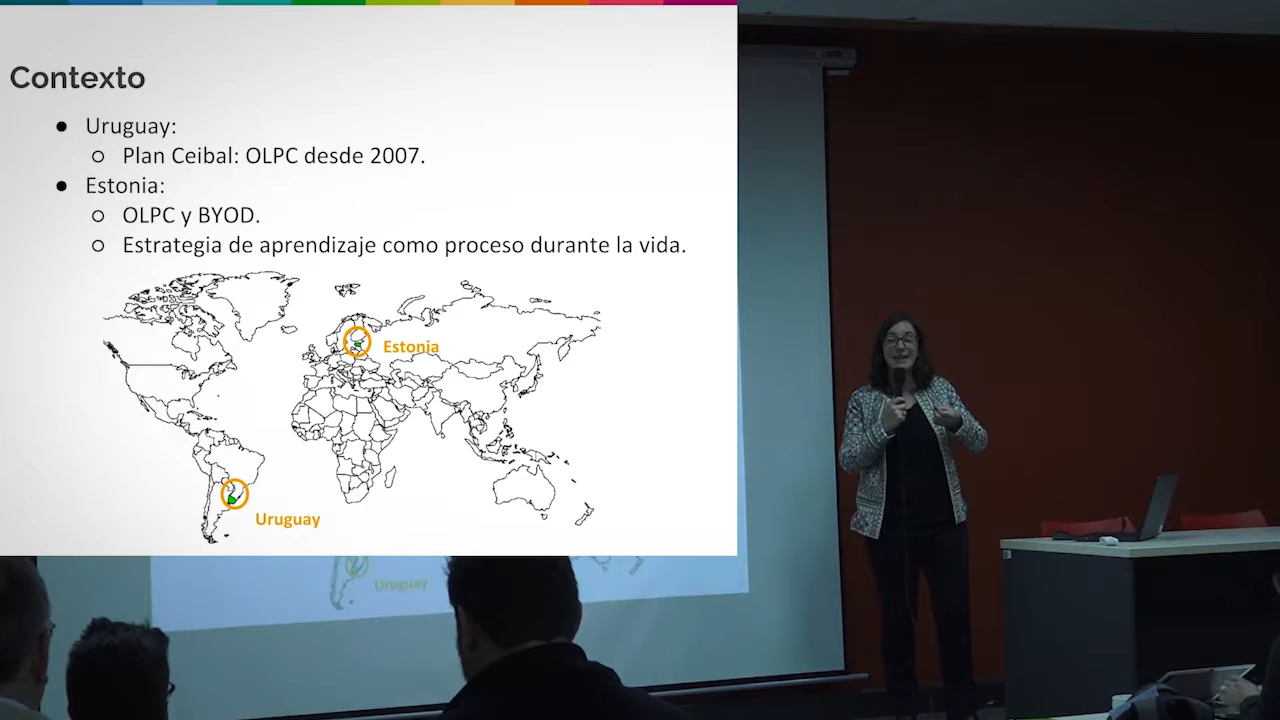 Contexto
● Uruguay:
○ Plan Ceibal: OLPC desde 2007.
● Estonia:
○ OLPC y BYOD.
○ Estrategia de aprendizaje como proceso durante la vida.
Estonia
Uruguay
Uruguay